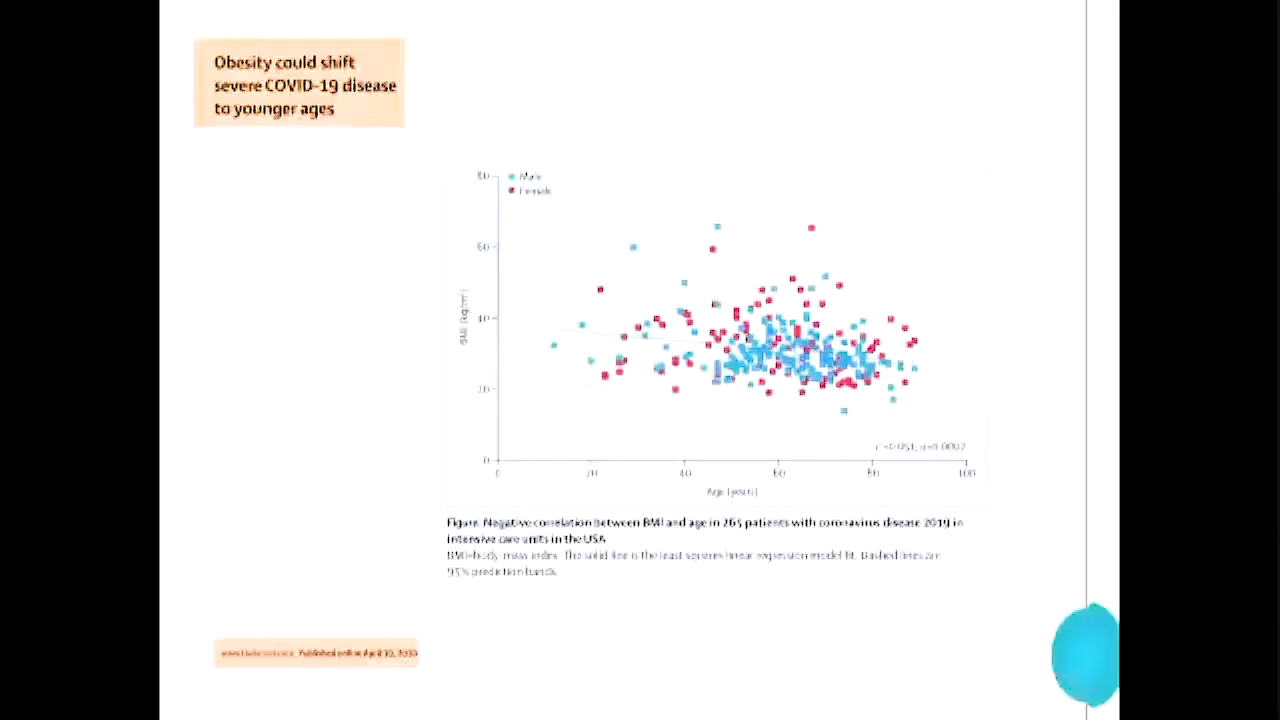 Obesity could shift
severe COVID-19 disease
to younger ages
80
Male
Female
60
BMI (kg/m²)
40
20
0
0 20 40 60 80 100
Age (years)
Figure: Negative correlation between BMI and age in 265 patients with coronavirus disease 2019 in
intensive care units in the USA
BMI=body mass index. The solid line is the least squares linear regression model fit. Dashed lines are
95% prediction bands.
Published online April 30, 2020